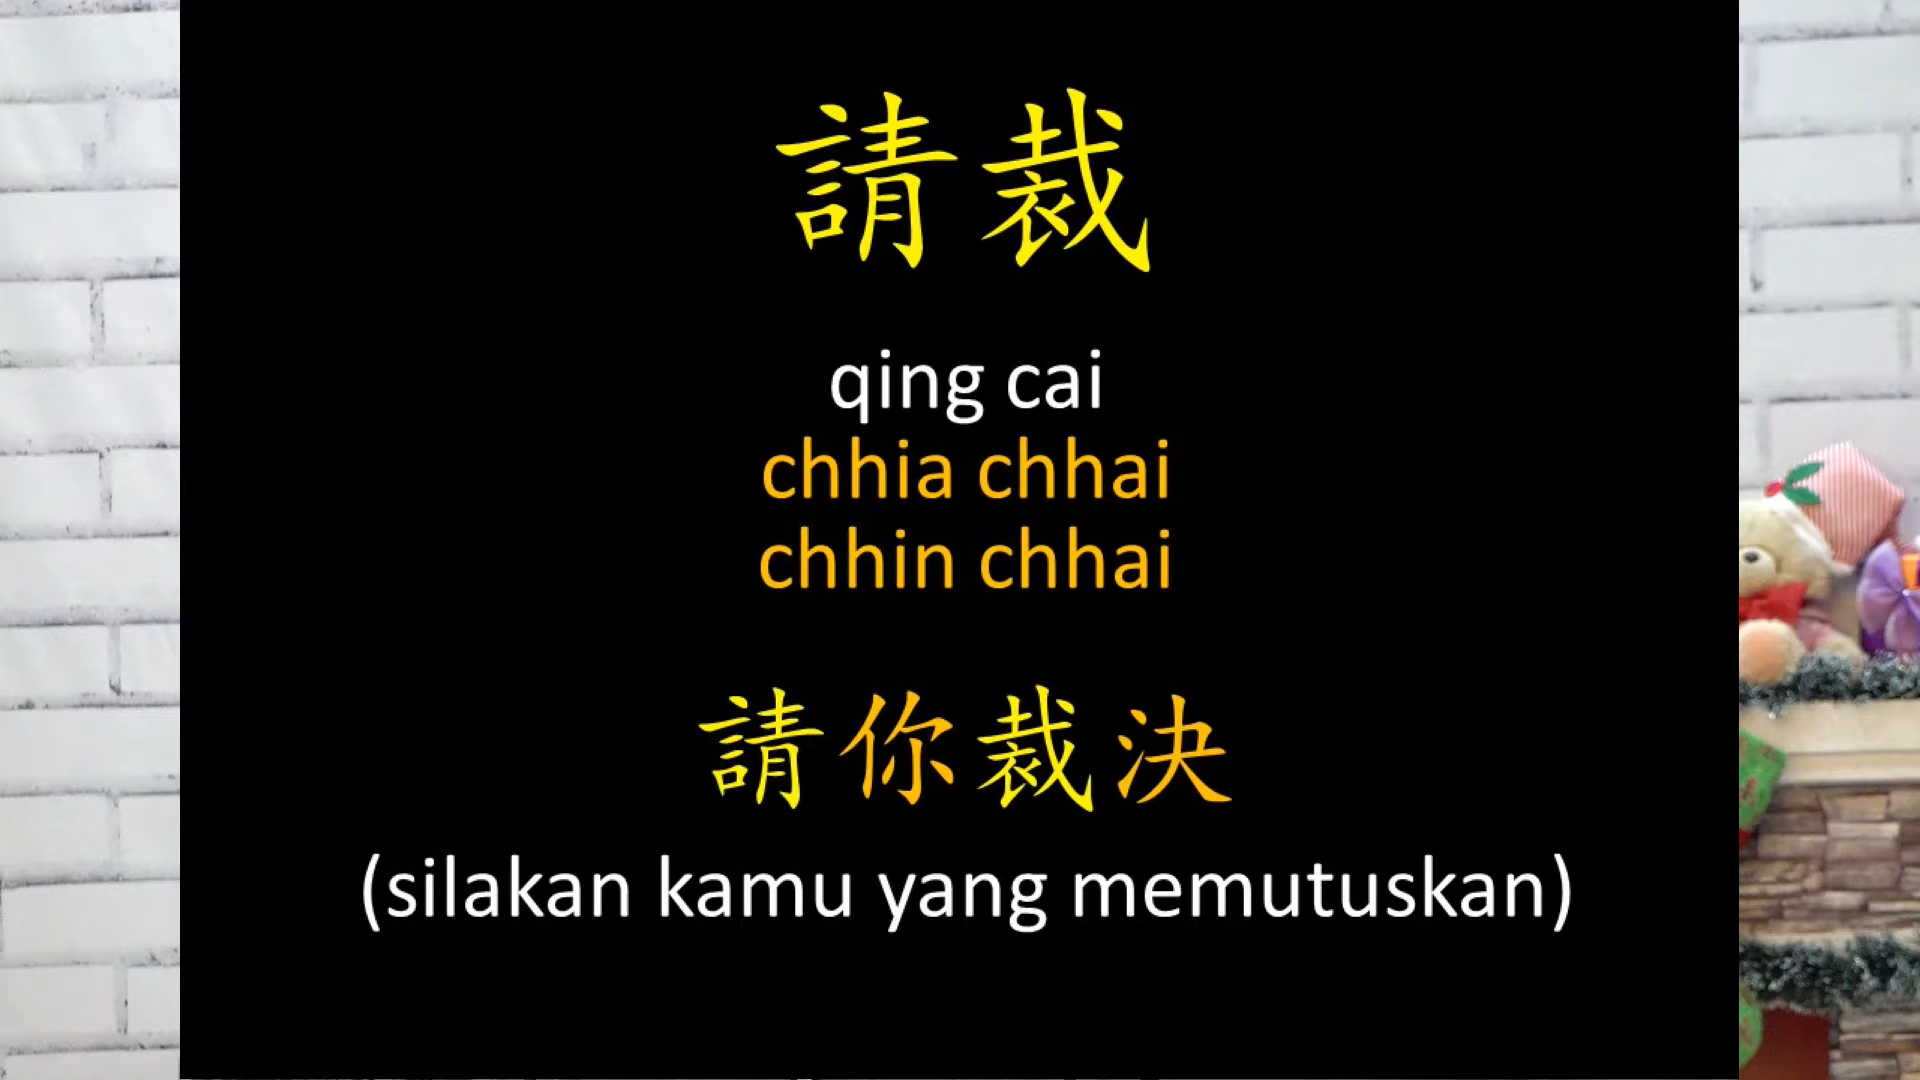 請裁
qing cai
chhia chhai
chhin chhai
請你裁決
(silakan kamu yang memutuskan)